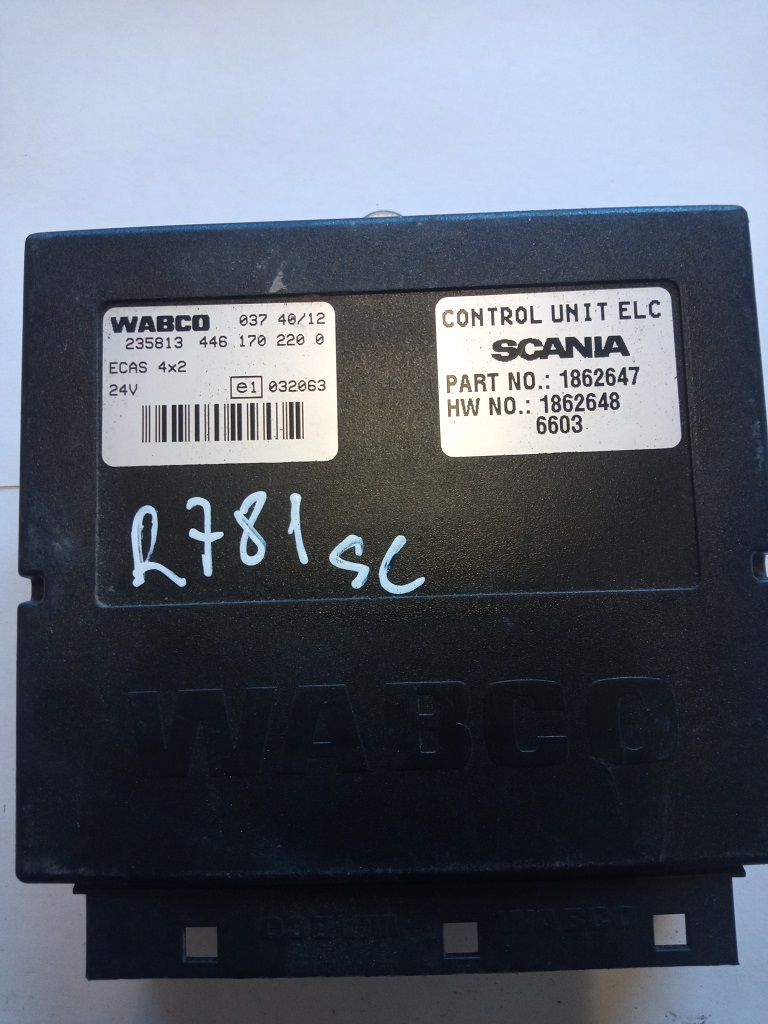 WABCO 037 40/12
235813 446 170 220 0
ECAS 4x2
24V e1 032063
CONTROL UNIT ELC
SCANIA
PART NO.: 1862647
HW NO.: 1862648
6603
R781 SC
WABCO
WABCO